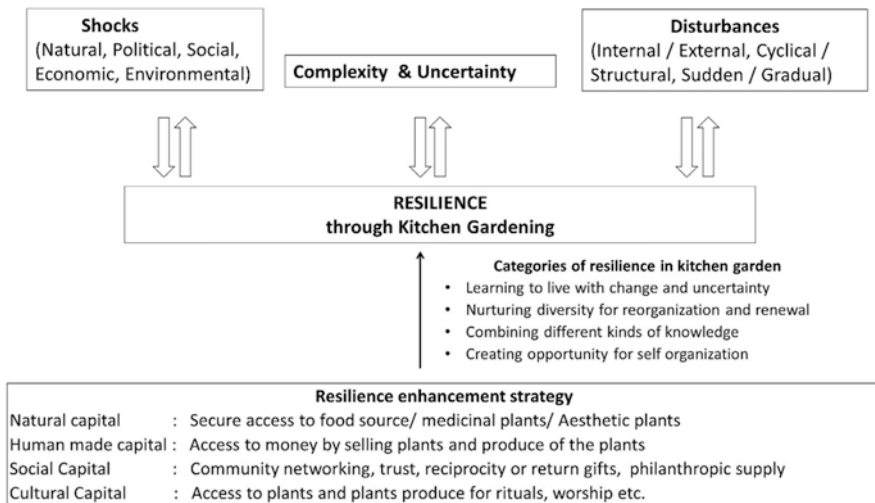 Shocks
(Natural, Political, Social,
Economic, Environmental)
Complexity & Uncertainty
Disturbances
(Internal / External, Cyclical /
Structural, Sudden / Gradual)
RESILIENCE
through Kitchen Gardening
Categories of resilience in kitchen garden
• Learning to live with change and uncertainty
• Nurturing diversity for reorganization and renewal
• Combining different kinds of knowledge
• Creating opportunity for self organization
Resilience enhancement strategy
Natural capital : Secure access to food source/ medicinal plants/ Aesthetic plants
Human made capital : Access to money by selling plants and produce of the plants
Social Capital : Community networking, trust, reciprocity or return gifts, philanthropic supply
Cultural Capital : Access to plants and plants produce for rituals, worship etc.